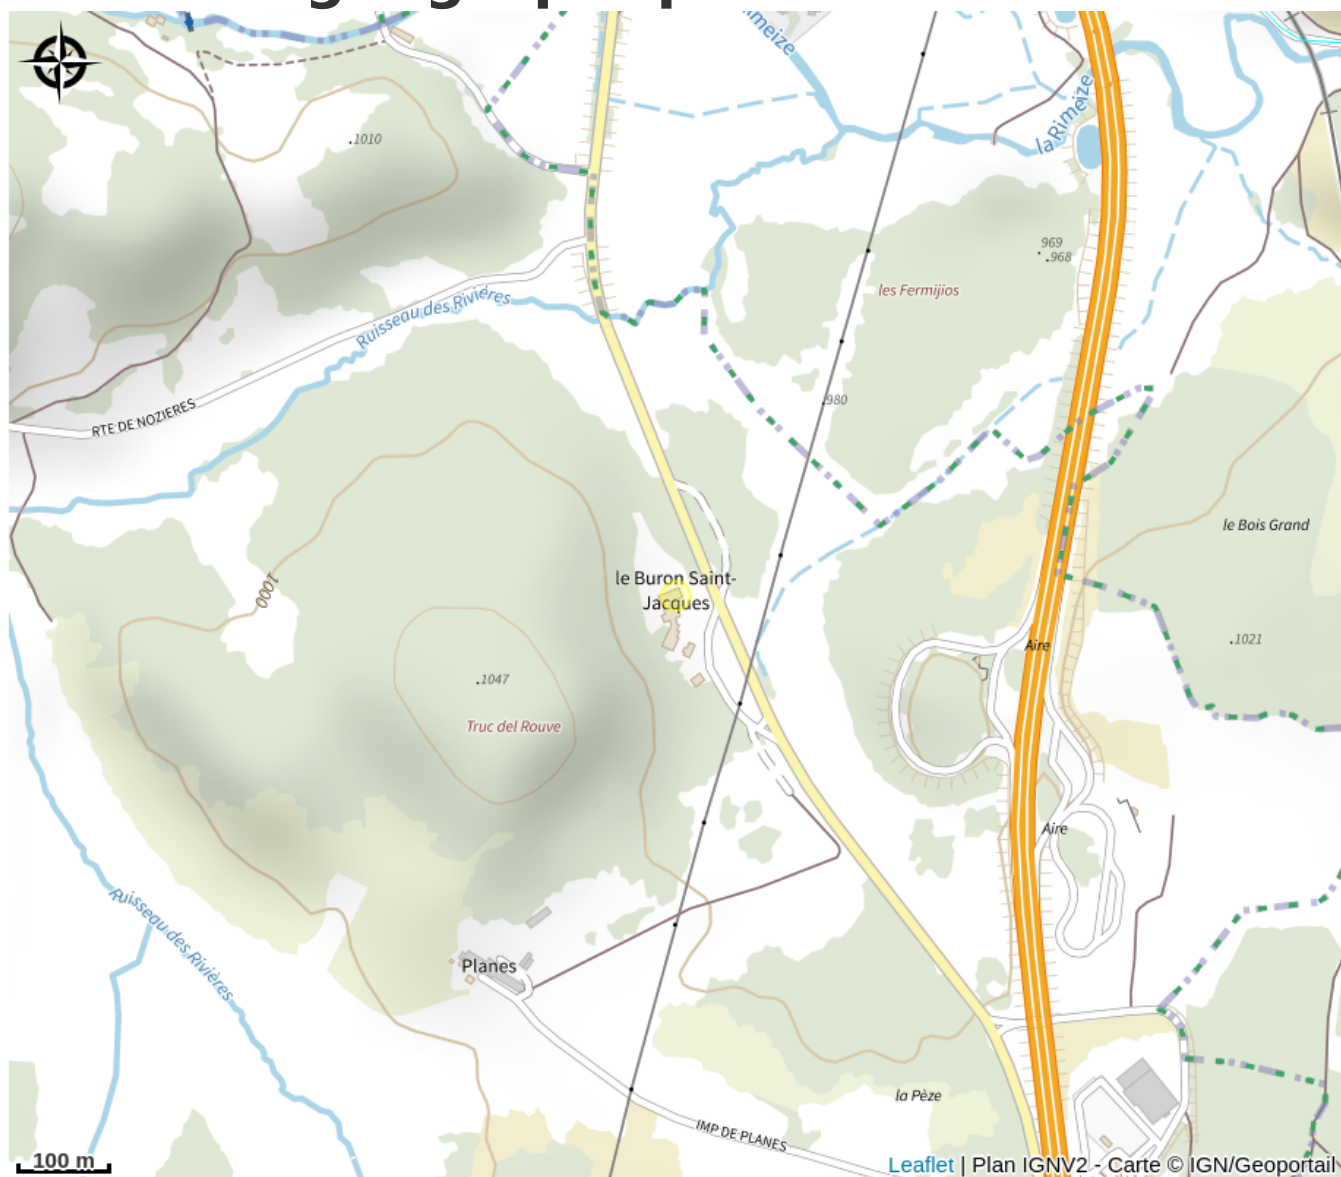 Rimeize
la Rimeize
.1010
969
.968
les Fermijios
Ruisseau des Rivières
.980
RTE DE NOZIERES
le Bois Grand
1000
le Buron Saint-
Jacques
.1021
Aire
.1047
Truc del Rouve
Aire
Ruisseau des Rivières
Planes
la Pèze
IMP DE PLANES
100 m
Leaflet | Plan IGNV2 - Carte © IGN/Geoportail